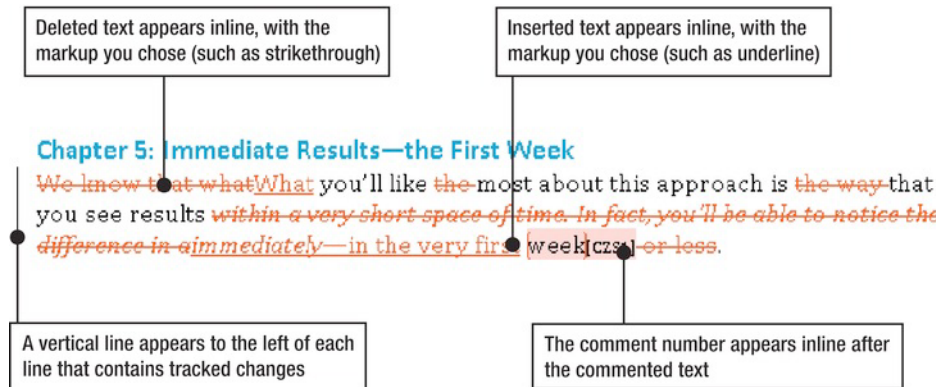 Deleted text appears inline, with the
markup you chose (such as strikethrough)
Inserted text appears inline, with the
markup you chose (such as underline)
Chapter 5: Immediate Results—the First Week
We know that whatWhat you'll like the most about this approach is the way that
you see results within a very short space of time. In fact, you'll be able to notice the
difference in aimmediately—in the very first [week][czs1] or less.
A vertical line appears to the left of each
line that contains tracked changes
The comment number appears inline after
the commented text